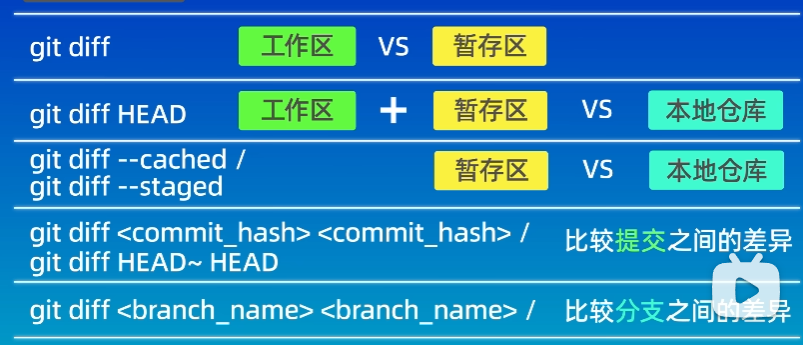 git diff 工作区 VS 暂存区
git diff HEAD 工作区 + 暂存区 VS 本地仓库
git diff --cached /
git diff --staged 暂存区 VS 本地仓库
git diff <commit_hash> <commit_hash> /
git diff HEAD~ HEAD 比较提交之间的差异
git diff <branch_name> <branch_name> / 比较分支之间的差异